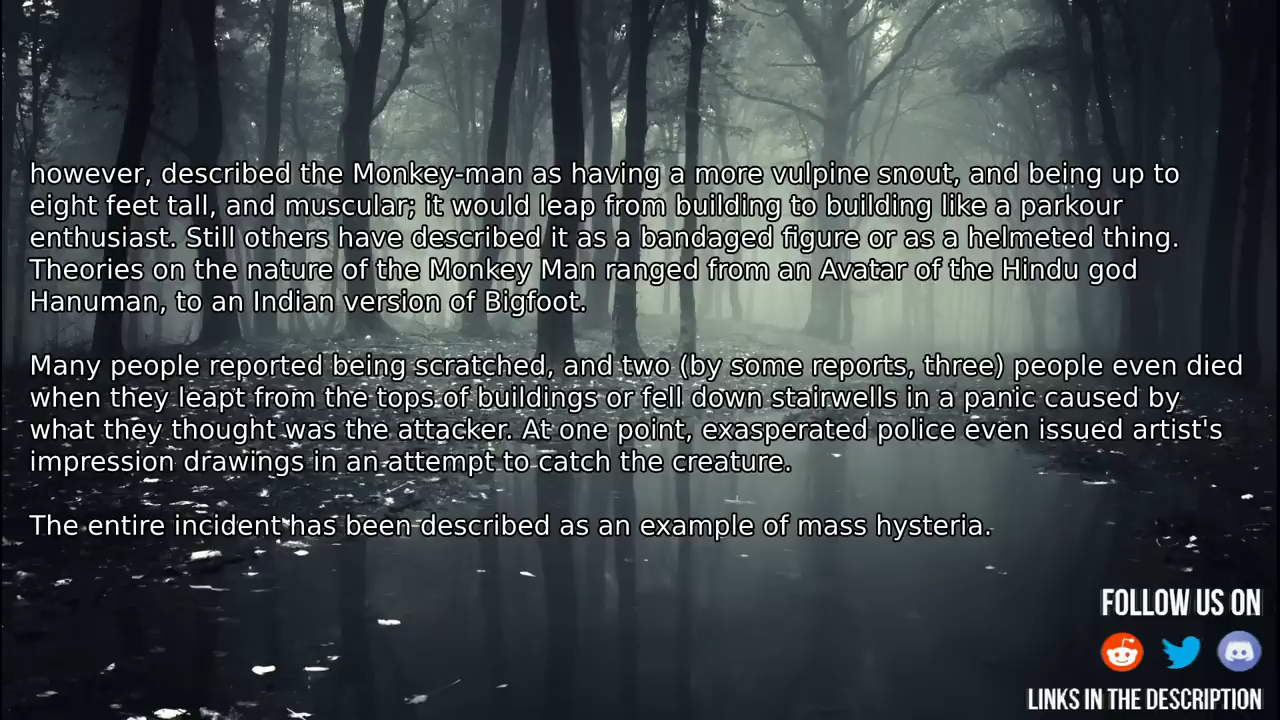 however, described the Monkey-man as having a more vulpine snout, and being up to
eight feet tall, and muscular; it would leap from building to building like a parkour
enthusiast. Still others have described it as a bandaged figure or as a helmeted thing.
Theories on the nature of the Monkey Man ranged from an Avatar of the Hindu god
Hanuman, to an Indian version of Bigfoot.
Many people reported being scratched, and two (by some reports, three) people even died
when they leapt from the tops of buildings or fell down stairwells in a panic caused by
what they thought was the attacker. At one point, exasperated police even issued artist's
impression drawings in an attempt to catch the creature.
The entire incident has been described as an example of mass hysteria.
FOLLOW US ON
LINKS IN THE DESCRIPTION